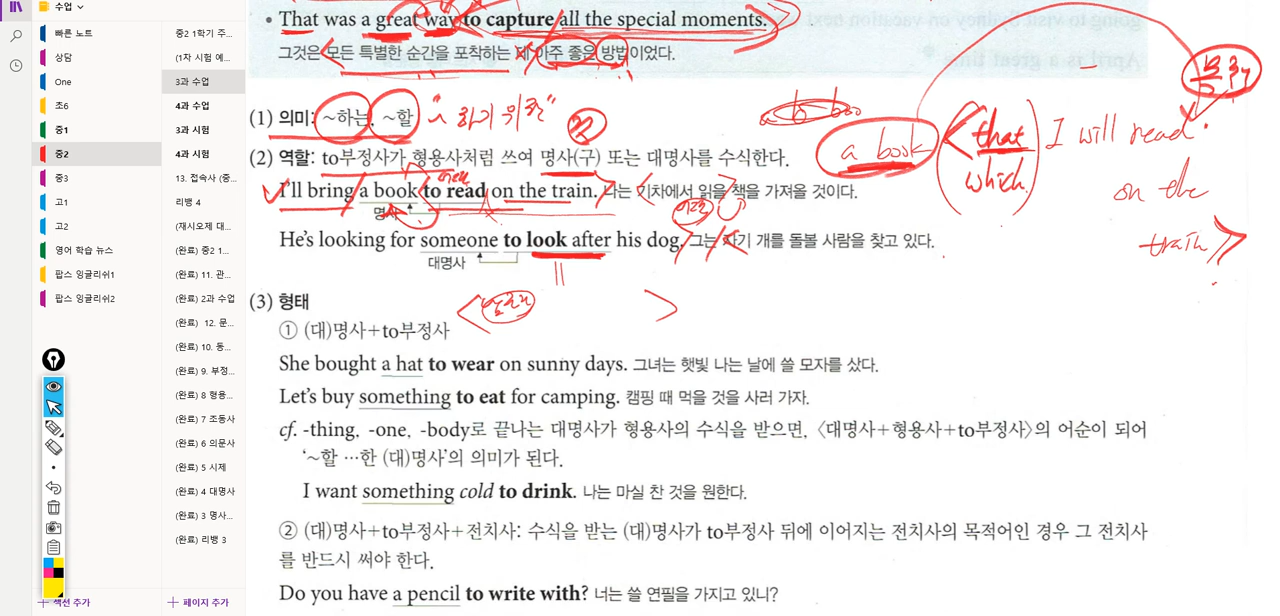 수업
빠른 노트
상담
One
초6
중1
중2
중3
고1
고2
영어 학습 뉴스
팝스 잉글리쉬1
팝스 잉글리쉬2
섹션 추가
중2 1학기 주...
(1차 시험 예...
3과 수업
4과 수업
3과 시험
4과 시험
13. 접속사 (중...
리뱅 4
(재시오제 대...
(완료) 중2 1...
(완료) 11. 관...
(완료) 2과 수업
(완료) 12. 문...
(완료) 10. 동...
(완료) 9. 부정...
(완료) 8 형용...
(완료) 7 조동사
(완료) 6 의문사
(완료) 5 시제
(완료) 4 대명사
(완료) 3 명사...
(완료) 리뱅 3
페이지 추가
• That was a great way to capture all the special moments.
그것은 모든 특별한 순간을 포착하는 제 아주 좋은 방법이었다.
(1) 의미: ~하는, ~할
"~ 하기 위한"
(2) 역할: to부정사가 형용사처럼 쓰여 명사(구) 또는 대명사를 수식한다.
I'll bring a book to read on the train. 나는 기차에서 읽을 책을 가져올 것이다.
명사
a book that I will read
which
on the
train
He's looking for someone to look after his dog. 그는 자기 개를 돌볼 사람을 찾고 있다.
대명사
(3) 형태
① (대)명사+to부정사
She bought a hat to wear on sunny days. 그녀는 햇빛 나는 날에 쓸 모자를 샀다.
Let's buy something to eat for camping. 캠핑 때 먹을 것을 사러 가자.
cf. -thing, -one, -body로 끝나는 대명사가 형용사의 수식을 받으면, 〈대명사+형용사+to부정사〉의 어순이 되어
'~할 …한 (대)명사'의 의미가 된다.
I want something cold to drink. 나는 마실 찬 것을 원한다.
② (대)명사+to부정사+전치사: 수식을 받는 (대)명사가 to부정사 뒤에 이어지는 전치사의 목적어인 경우 그 전치사
를 반드시 써야 한다.
Do you have a pencil to write with? 너는 쓸 연필을 가지고 있니?